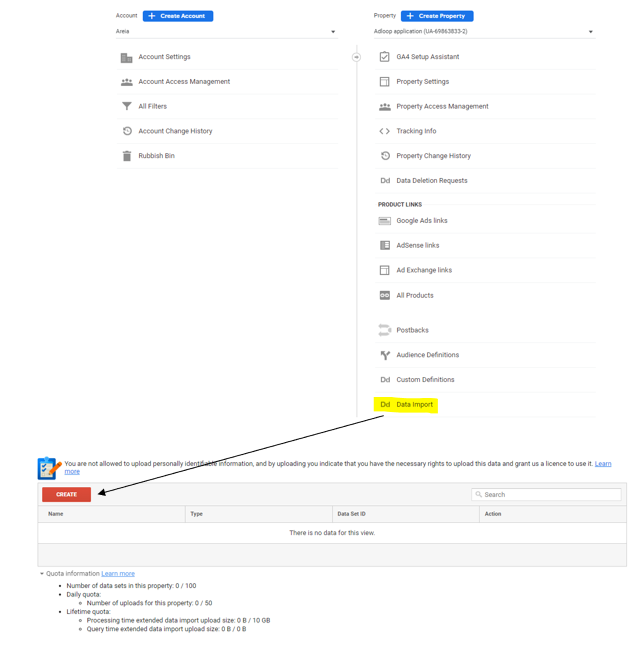 Account + Create Account
Areia
Account Settings
Account Access Management
All Filters
Account Change History
Rubbish Bin
Property + Create Property
Adloop application (UA-69863833-2)
GA4 Setup Assistant
Property Settings
Property Access Management
<> Tracking Info
Property Change History
Dd Data Deletion Requests
PRODUCT LINKS
Google Ads links
AdSense links
Ad Exchange links
All Products
Postbacks
Audience Definitions
Dd Custom Definitions
Dd Data Import
You are not allowed to upload personally identifiable information, and by uploading you indicate that you have the necessary rights to upload this data and grant us a licence to use it. Learn
more
CREATE
Search
Name Type Data Set ID Action
There is no data for this view.
Quota information Learn more
• Number of data sets in this property: 0 / 100
• Daily quota:
Number of uploads for this property: 0 / 50
• Lifetime quota:
Processing time extended data import upload size: 0 B / 10 GB
Query time extended data import upload size: 0 B / 0 B